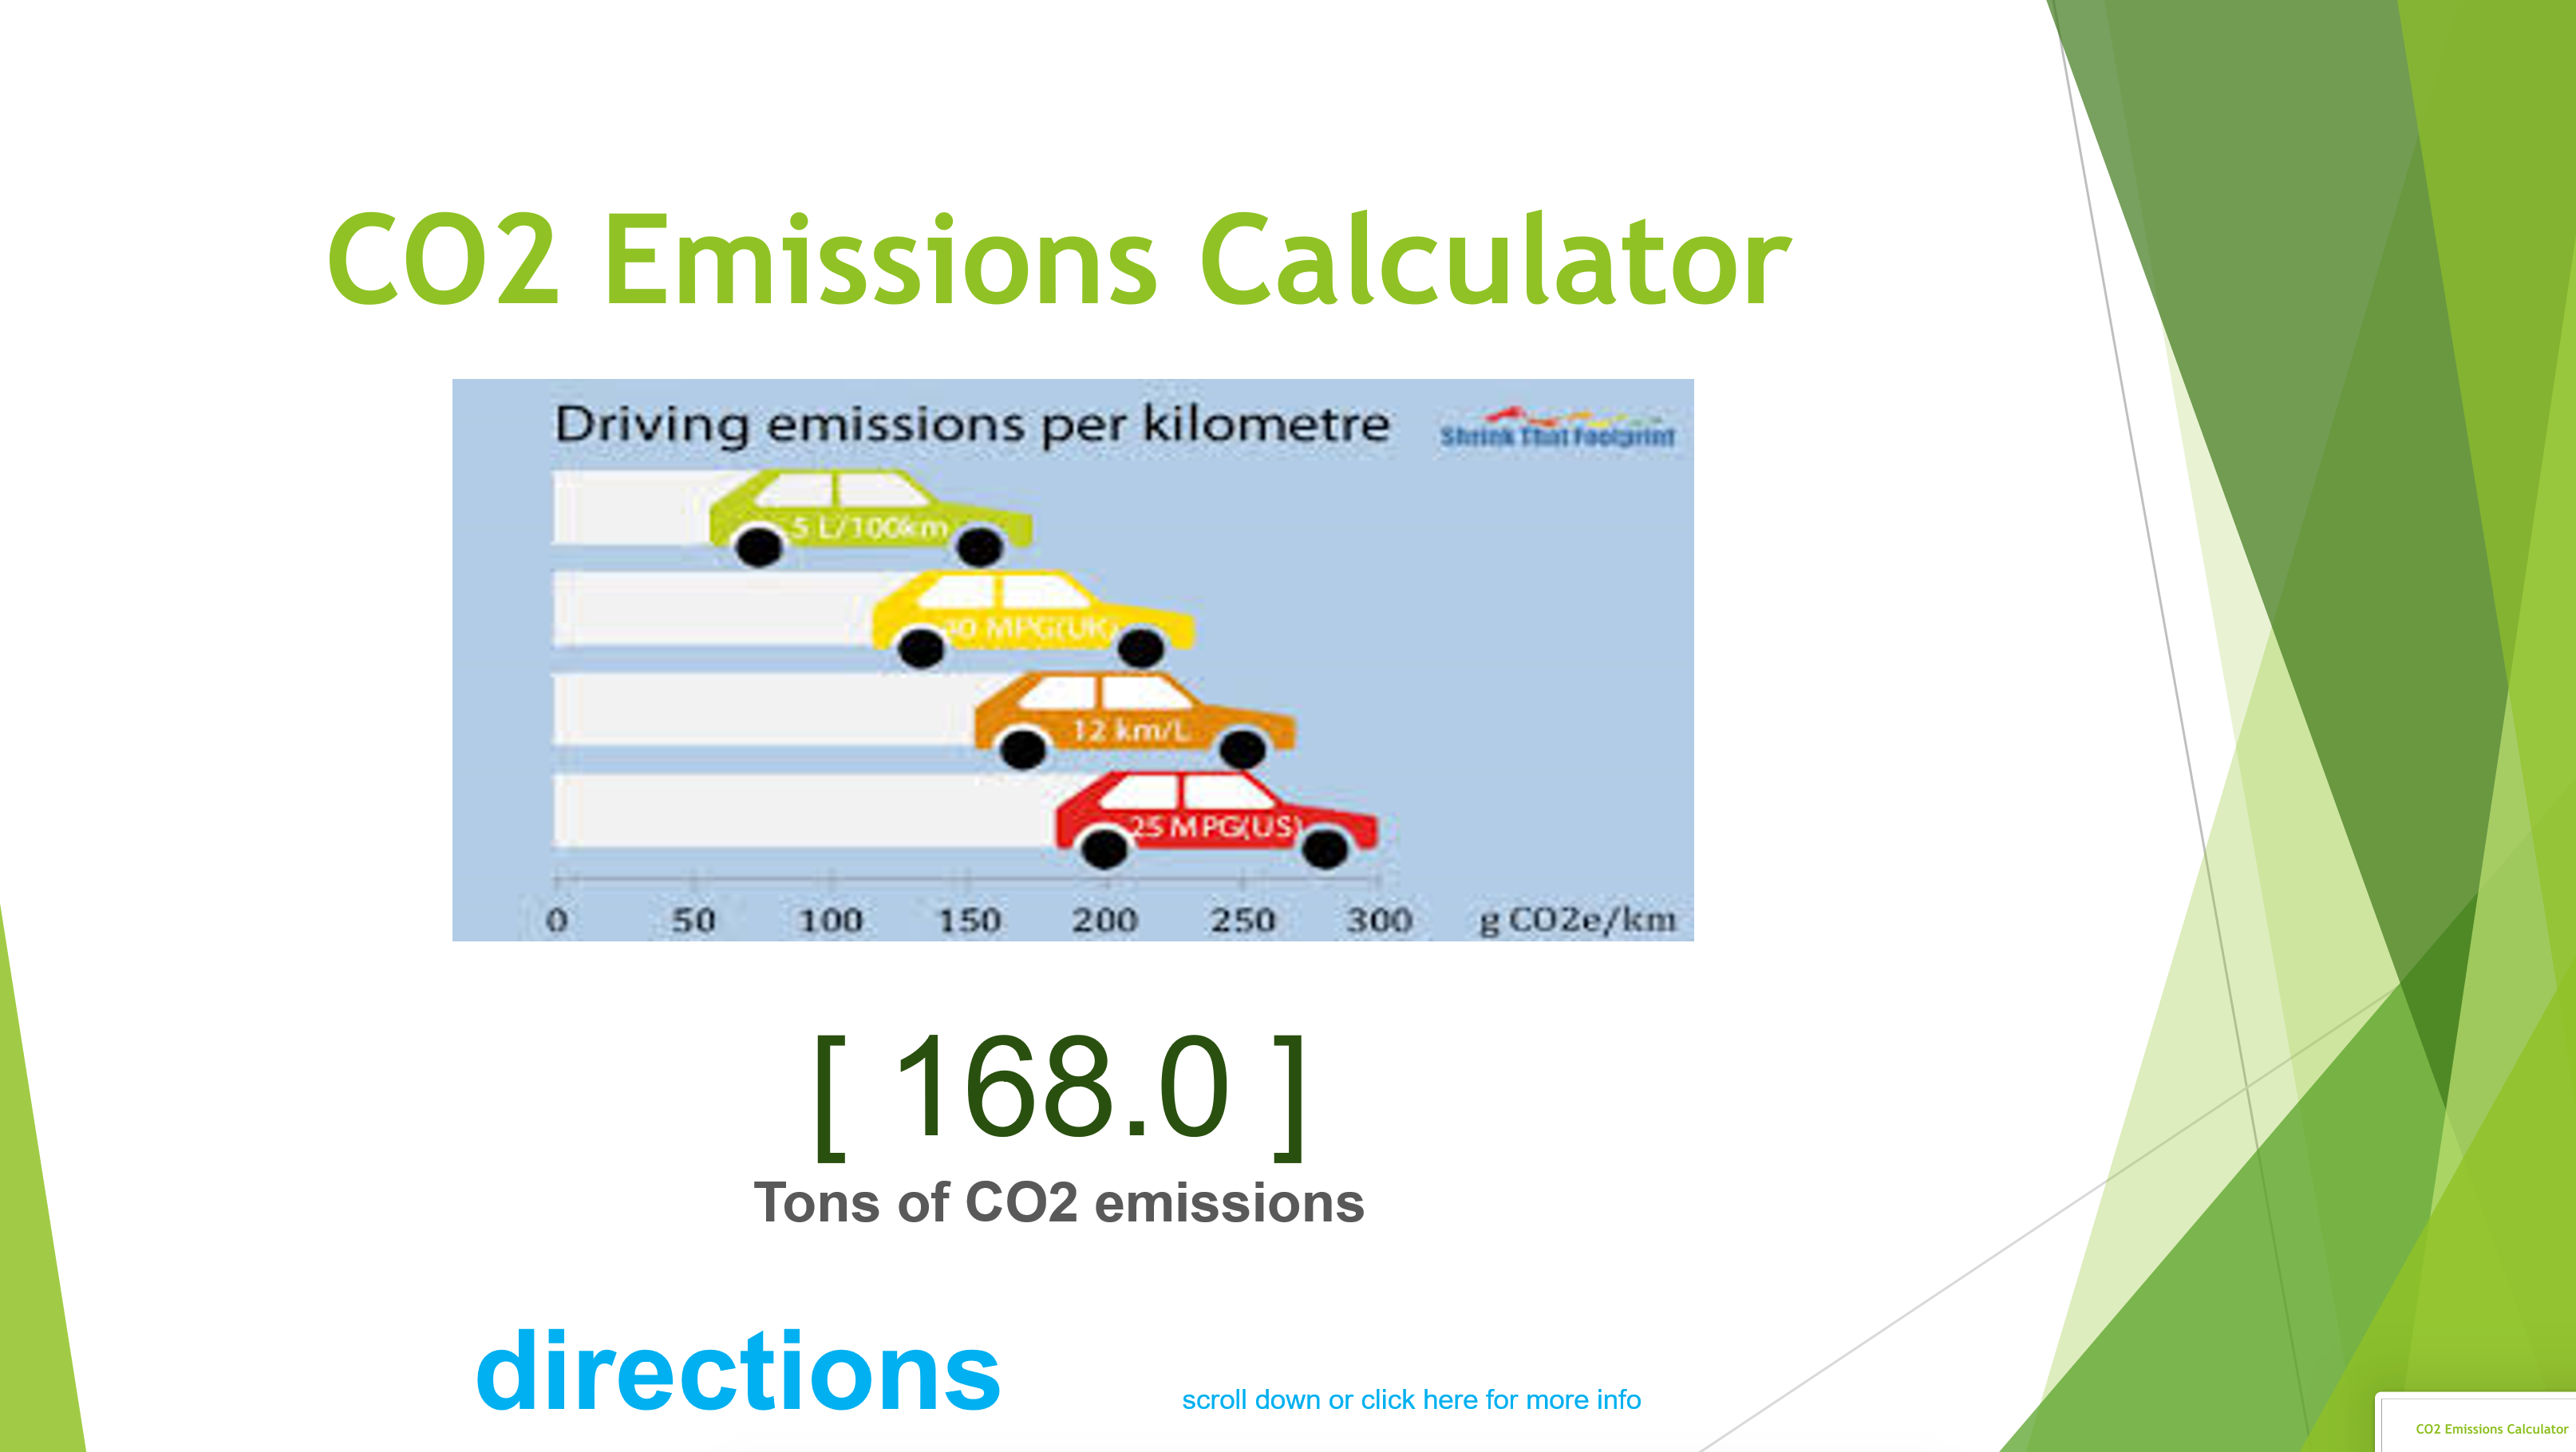 CO2 Emissions Calculator
Driving emissions per kilometre
Shrink That Footprint
5 L/100km
40 MPG(UK)
12 km/L
25 MPG(US)
0 50 100 150 200 250 300 g CO2e/km
[ 168.0 ]
Tons of CO2 emissions
directions
scroll down or click here for more info
CO2 Emissions Calculator